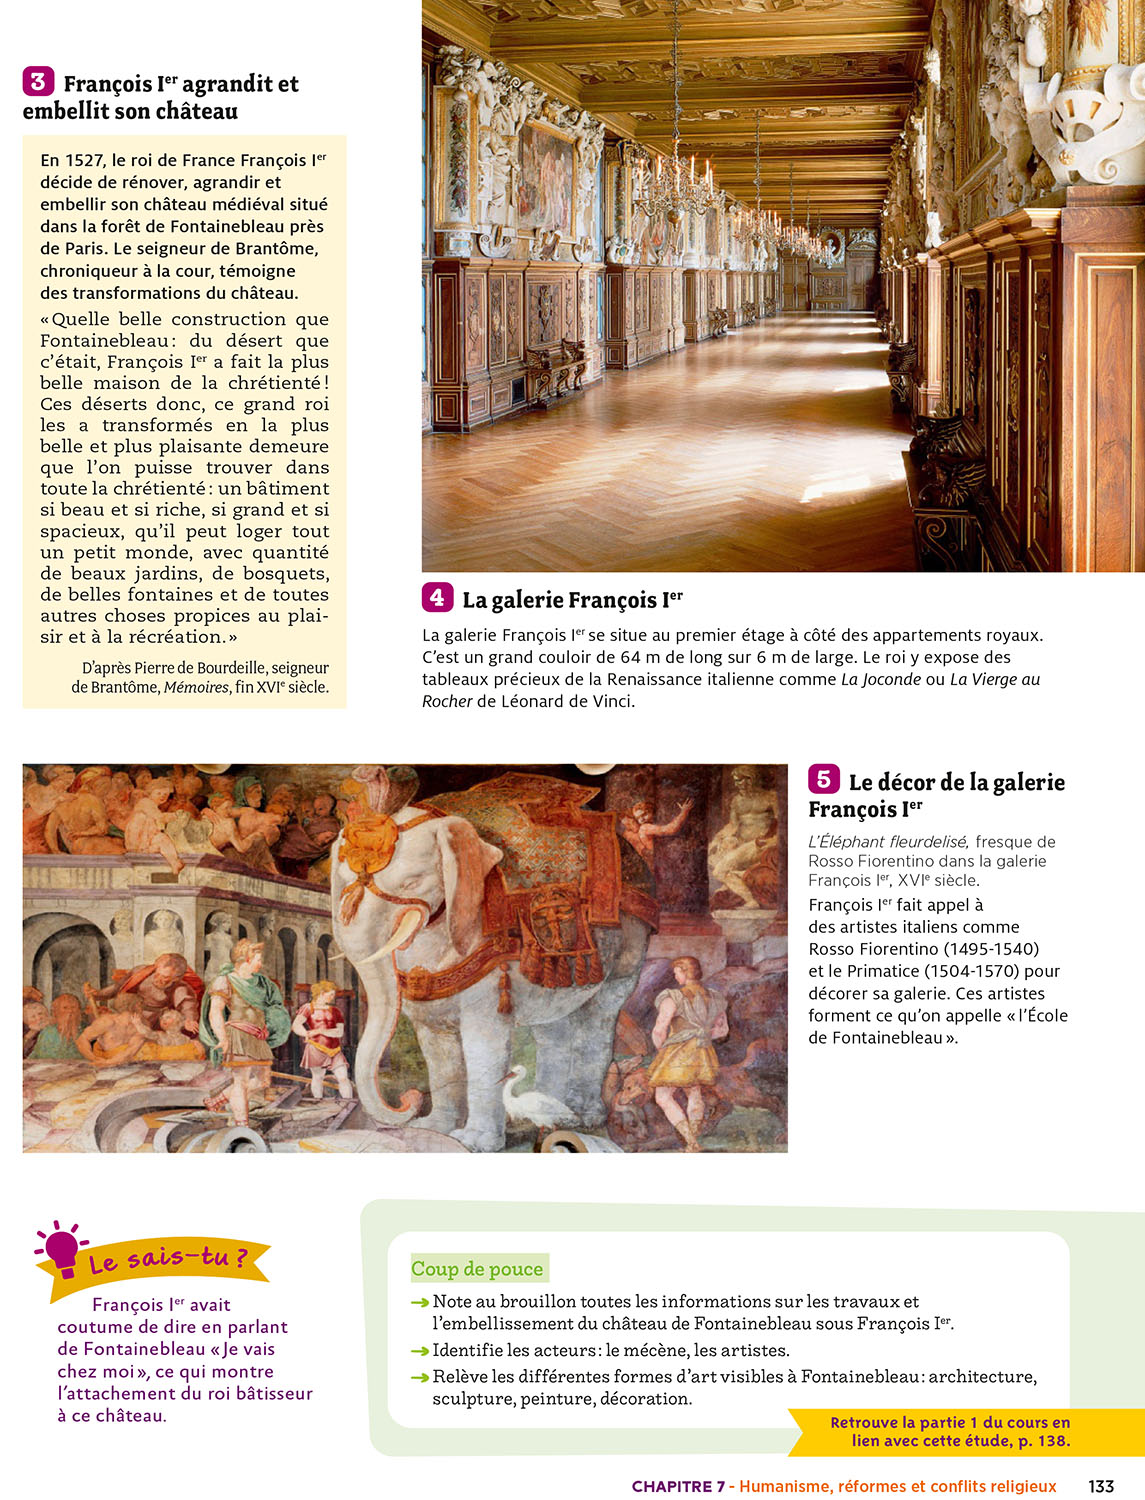 3 François Ier agrandit et
embellit son château
En 1527, le roi de France François Ier
décide de rénover, agrandir et
embellir son château médiéval situé
dans la forêt de Fontainebleau près
de Paris. Le seigneur de Brantôme,
chroniqueur à la cour, témoigne
des transformations du château.
« Quelle belle construction que
Fontainebleau : du désert que
c’était, François Ier a fait la plus
belle maison de la chrétienté !
Ces déserts donc, ce grand roi
les a transformés en la plus
belle et plus plaisante demeure
que l’on puisse trouver dans
toute la chrétienté : un bâtiment
si beau et si riche, si grand et si
spacieux, qu’il peut loger tout
un petit monde, avec quantité
de beaux jardins, de bosquets,
de belles fontaines et de toutes
autres choses propices au plai-
sir et à la récréation. »
D’après Pierre de Bourdeille, seigneur
de Brantôme, Mémoires, fin XVIe siècle.
4 La galerie François Ier
La galerie François Ier se situe au premier étage à côté des appartements royaux.
C’est un grand couloir de 64 m de long sur 6 m de large. Le roi y expose des
tableaux précieux de la Renaissance italienne comme La Joconde ou La Vierge au
Rocher de Léonard de Vinci.
5 Le décor de la galerie
François Ier
L’Éléphant fleurdelisé, fresque de
Rosso Fiorentino dans la galerie
François Ier, XVIe siècle.
François Ier fait appel à
des artistes italiens comme
Rosso Fiorentino (1495-1540)
et le Primatice (1504-1570) pour
décorer sa galerie. Ces artistes
forment ce qu’on appelle « l’École
de Fontainebleau ».
Le sais-tu ?
François Ier avait
coutume de dire en parlant
de Fontainebleau « Je vais
chez moi », ce qui montre
l’attachement du roi bâtisseur
à ce château.
Coup de pouce
➔ Note au brouillon toutes les informations sur les travaux et
l’embellissement du château de Fontainebleau sous François Ier.
➔ Identifie les acteurs : le mécène, les artistes.
➔ Relève les différentes formes d’art visibles à Fontainebleau : architecture,
sculpture, peinture, décoration.
Retrouve la partie 1 du cours en
lien avec cette étude, p. 138.
CHAPITRE 7 - Humanisme, réformes et conflits religieux 133